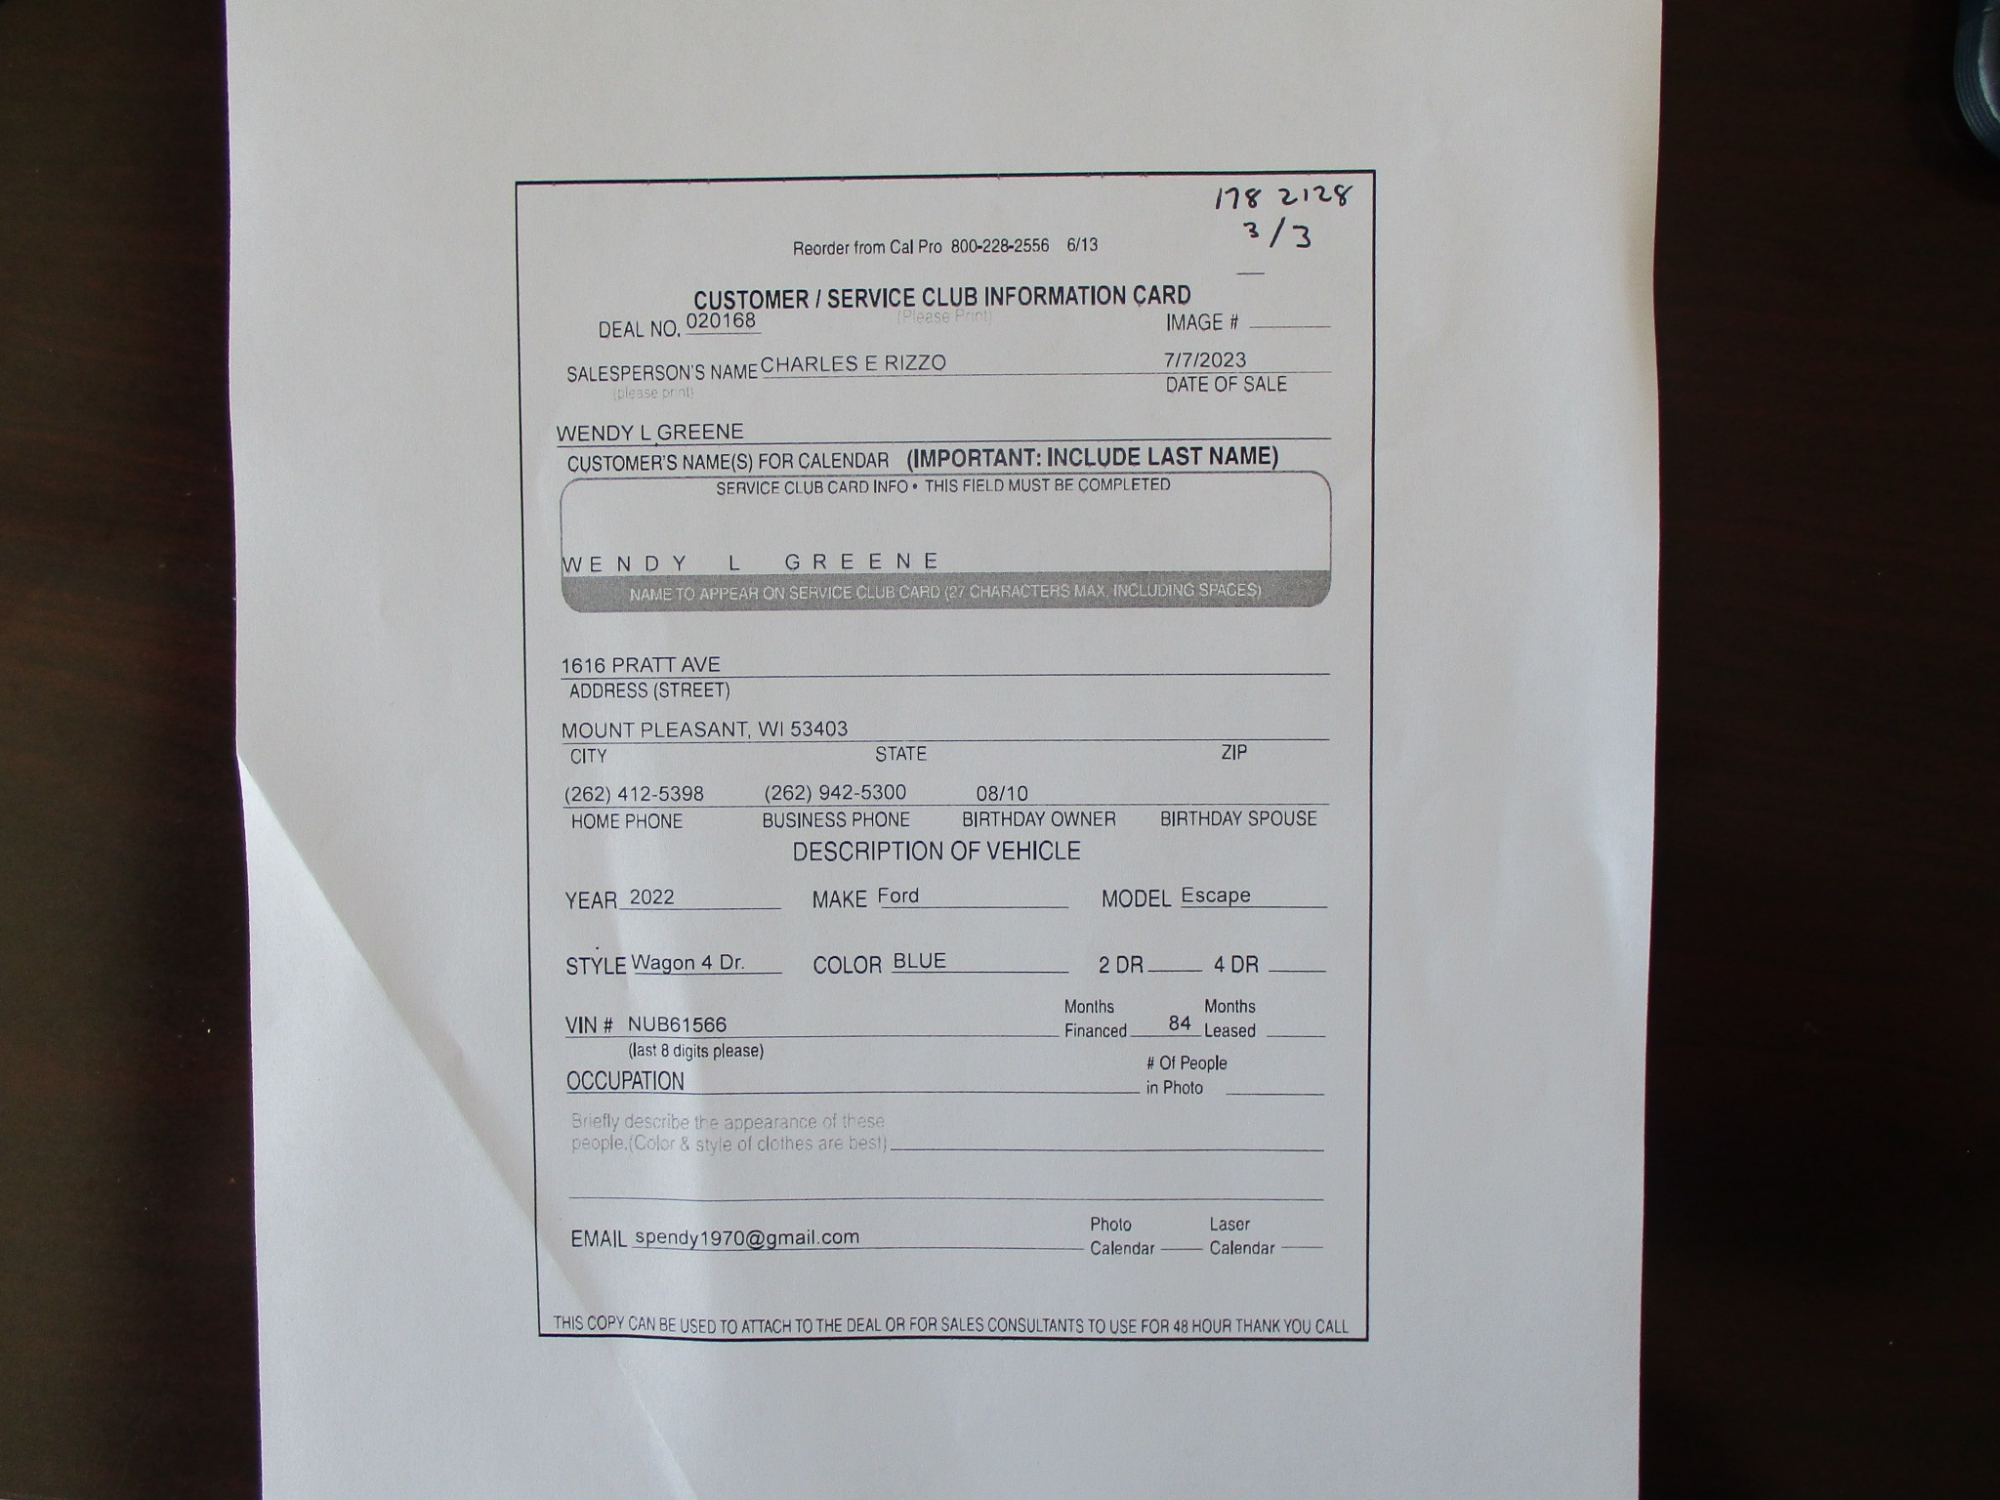 178 2128
3/3
Reorder from Cal Pro 800-228-2556 6/13
CUSTOMER / SERVICE CLUB INFORMATION CARD
(Please Print)
DEAL NO. 020168 IMAGE #
SALESPERSON'S NAME CHARLES E RIZZO 7/7/2023
(please print) DATE OF SALE
WENDY L GREENE
CUSTOMER'S NAME(S) FOR CALENDAR (IMPORTANT: INCLUDE LAST NAME)
SERVICE CLUB CARD INFO • THIS FIELD MUST BE COMPLETED
WENDY L GREENE
NAME TO APPEAR ON SERVICE CLUB CARD (27 CHARACTERS MAX, INCLUDING SPACES)
1616 PRATT AVE
ADDRESS (STREET)
MOUNT PLEASANT, WI 53403
CITY STATE ZIP
(262) 412-5398 (262) 942-5300 08/10
HOME PHONE BUSINESS PHONE BIRTHDAY OWNER BIRTHDAY SPOUSE
DESCRIPTION OF VEHICLE
YEAR 2022 MAKE Ford MODEL Escape
STYLE Wagon 4 Dr. COLOR BLUE 2 DR 4 DR
VIN # NUB61566 Months Financed 84 Months Leased
(last 8 digits please)
OCCUPATION # Of People in Photo
Briefly describe the appearance of these
people.(Color & style of clothes are best)
EMAIL spendy1970@gmail.com Photo Calendar Laser Calendar
THIS COPY CAN BE USED TO ATTACH TO THE DEAL OR FOR SALES CONSULTANTS TO USE FOR 48 HOUR THANK YOU CALL